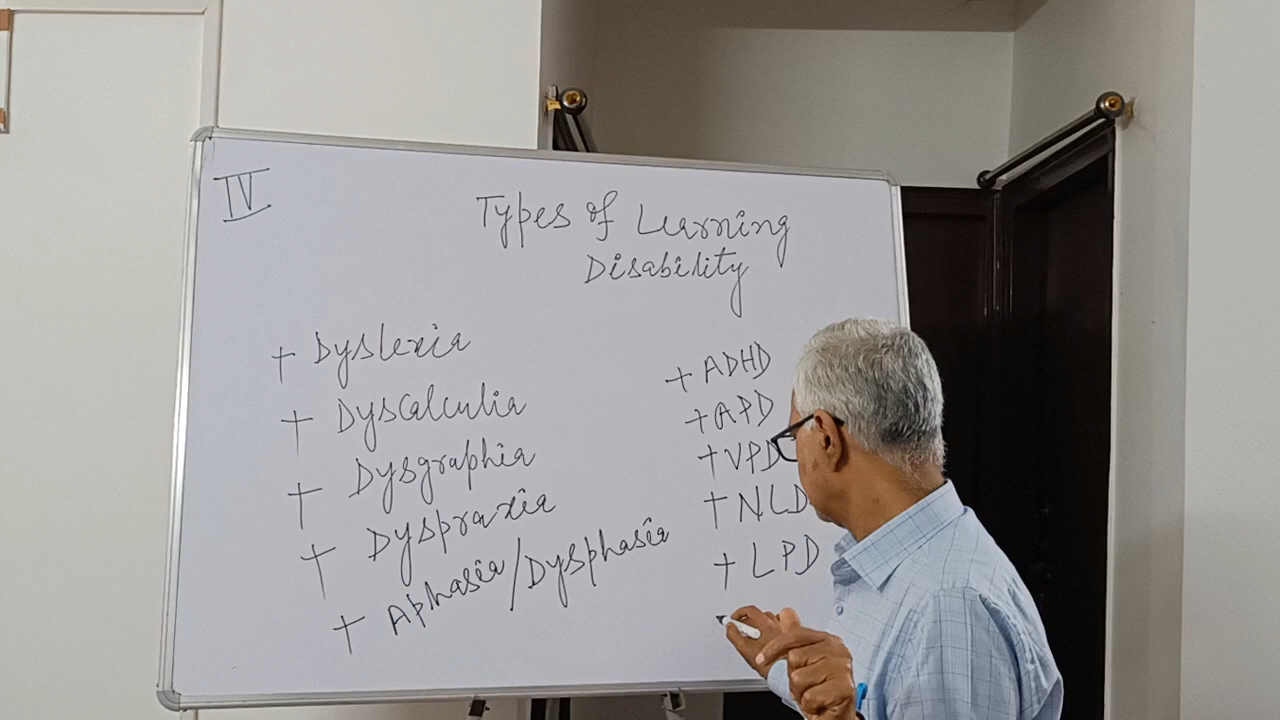 IV
Types of Learning
Disability
+ Dyslexia
+ Dyscalculia
+ Dysgraphia
+ Dyspraxia
+ Aphasia/Dysphasia
+ ADHD
+ APD
+ VPD
+ NLD
+ LPD